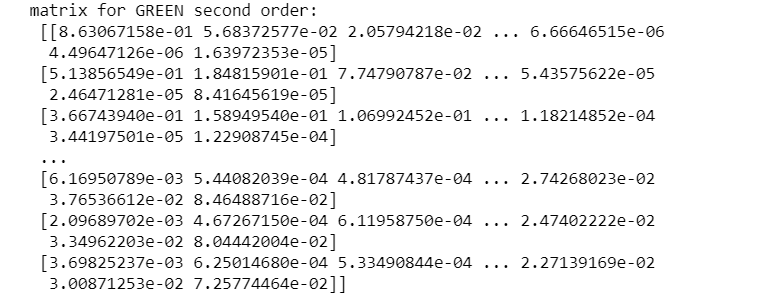 matrix for GREEN second order:
[[8.63067158e-01 5.68372577e-02 2.05794218e-02 ... 6.66646515e-06
4.49647126e-06 1.63972353e-05]
[5.13856549e-01 1.84815901e-01 7.74790787e-02 ... 5.43575622e-05
2.46471281e-05 8.41645619e-05]
[3.66743940e-01 1.58949540e-01 1.06992452e-01 ... 1.18214852e-04
3.44197501e-05 1.22908745e-04]
...
[6.16950789e-03 5.44082039e-04 4.81787437e-04 ... 2.74268023e-02
3.76536612e-02 8.46488716e-02]
[2.09689702e-03 4.67267150e-04 6.11958750e-04 ... 2.47402222e-02
3.34962203e-02 8.04442004e-02]
[3.69825237e-03 6.25014680e-04 5.33490844e-04 ... 2.27139169e-02
3.00871253e-02 7.25774464e-02]]